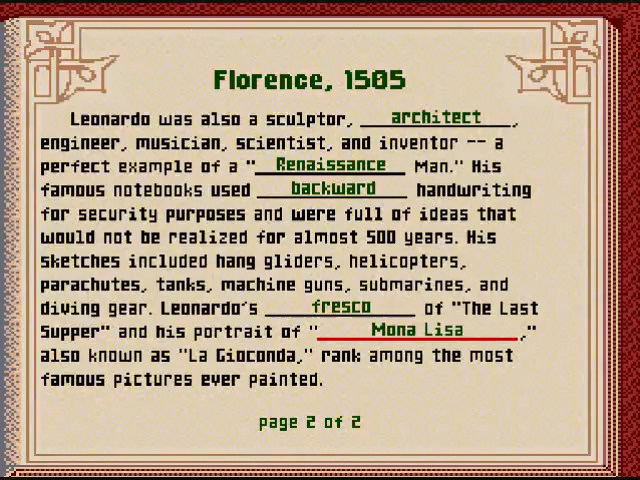 Florence, 1505
Leonardo was also a sculptor, architect,
engineer, musician, scientist, and inventor -- a
perfect example of a "Renaissance Man." His
famous notebooks used backward handwriting
for security purposes and were full of ideas that
would not be realized for almost 500 years. His
sketches included hang gliders, helicopters,
parachutes, tanks, machine guns, submarines, and
diving gear. Leonardo's fresco of "The Last
Supper" and his portrait of "Mona Lisa,"
also known as "La Gioconda," rank among the most
famous pictures ever painted.
page 2 of 2